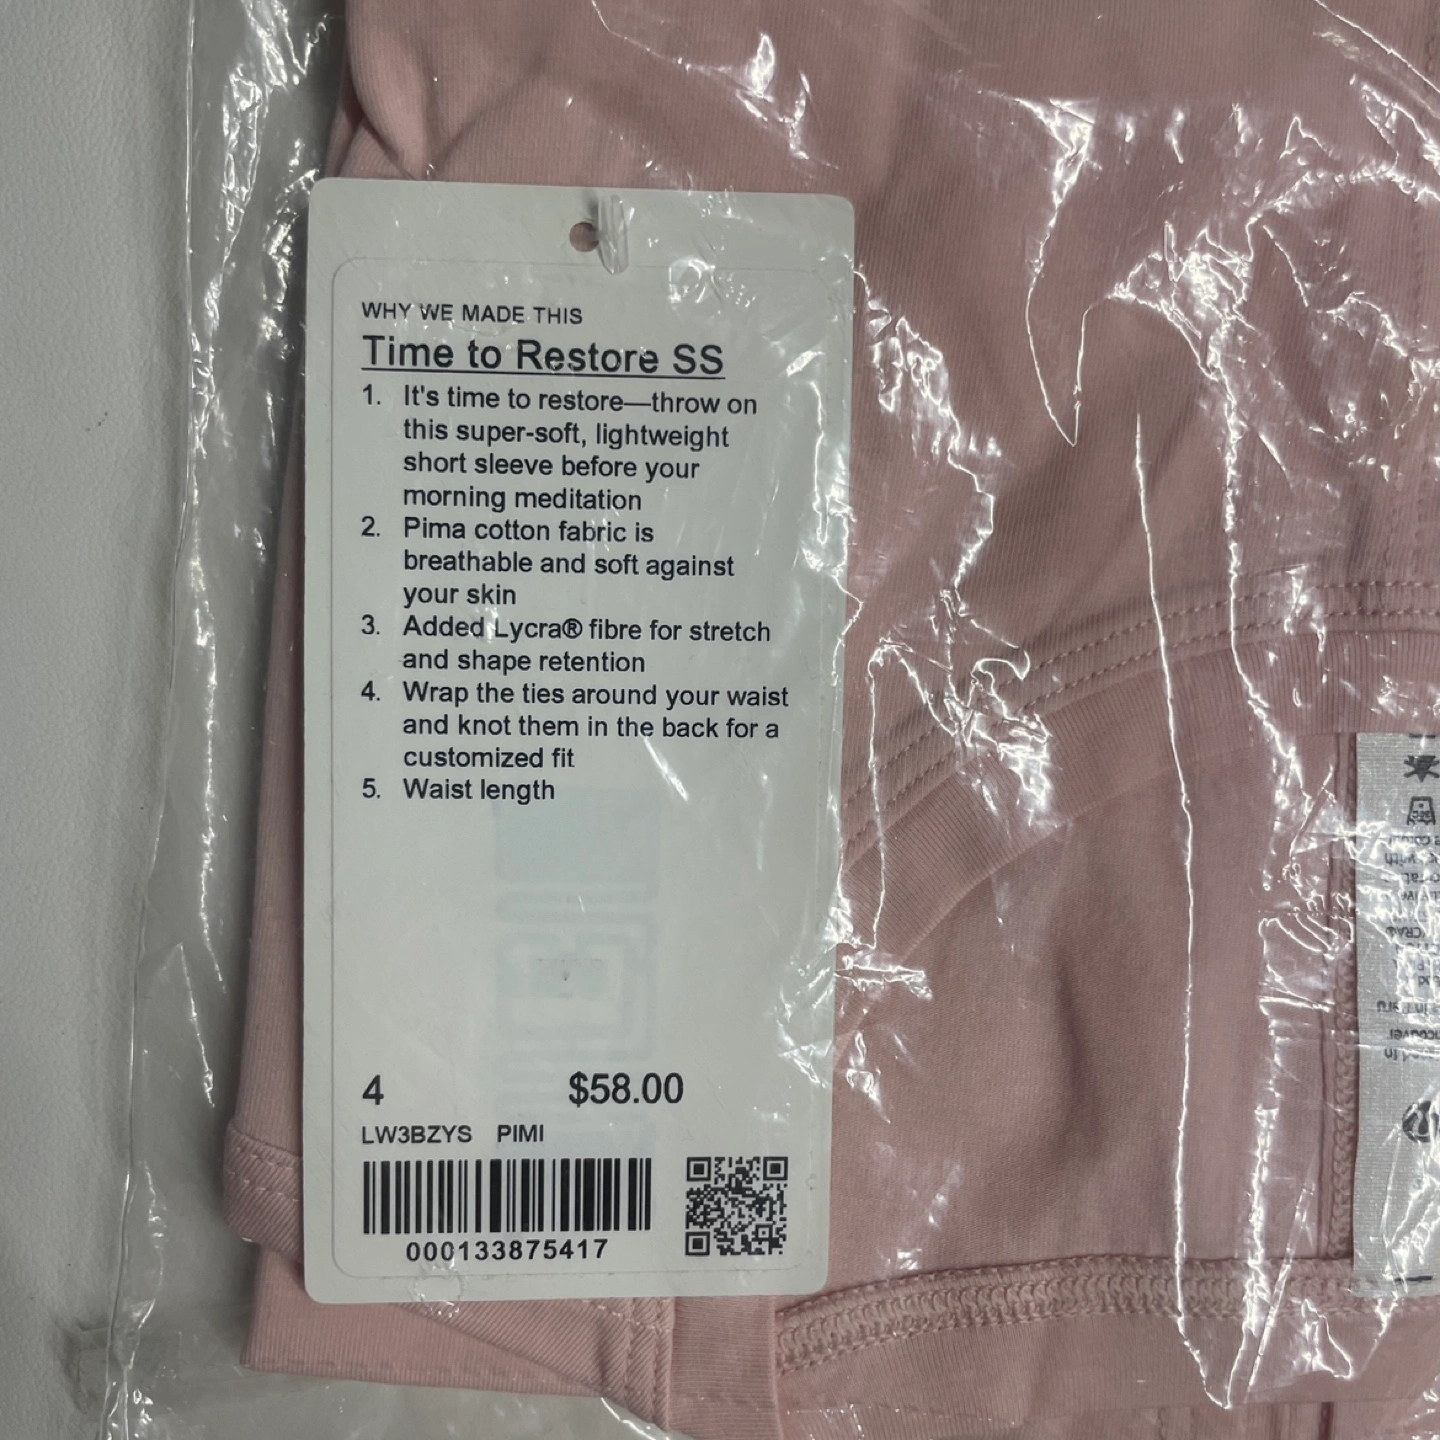 WHY WE MADE THIS
Time to Restore SS
1. It's time to restore—throw on
this super-soft, lightweight
short sleeve before your
morning meditation
2. Pima cotton fabric is
breathable and soft against
your skin
3. Added Lycra® fibre for stretch
and shape retention
4. Wrap the ties around your waist
and knot them in the back for a
customized fit
5. Waist length
4 $58.00
LW3BZYS PIMI
000133875417